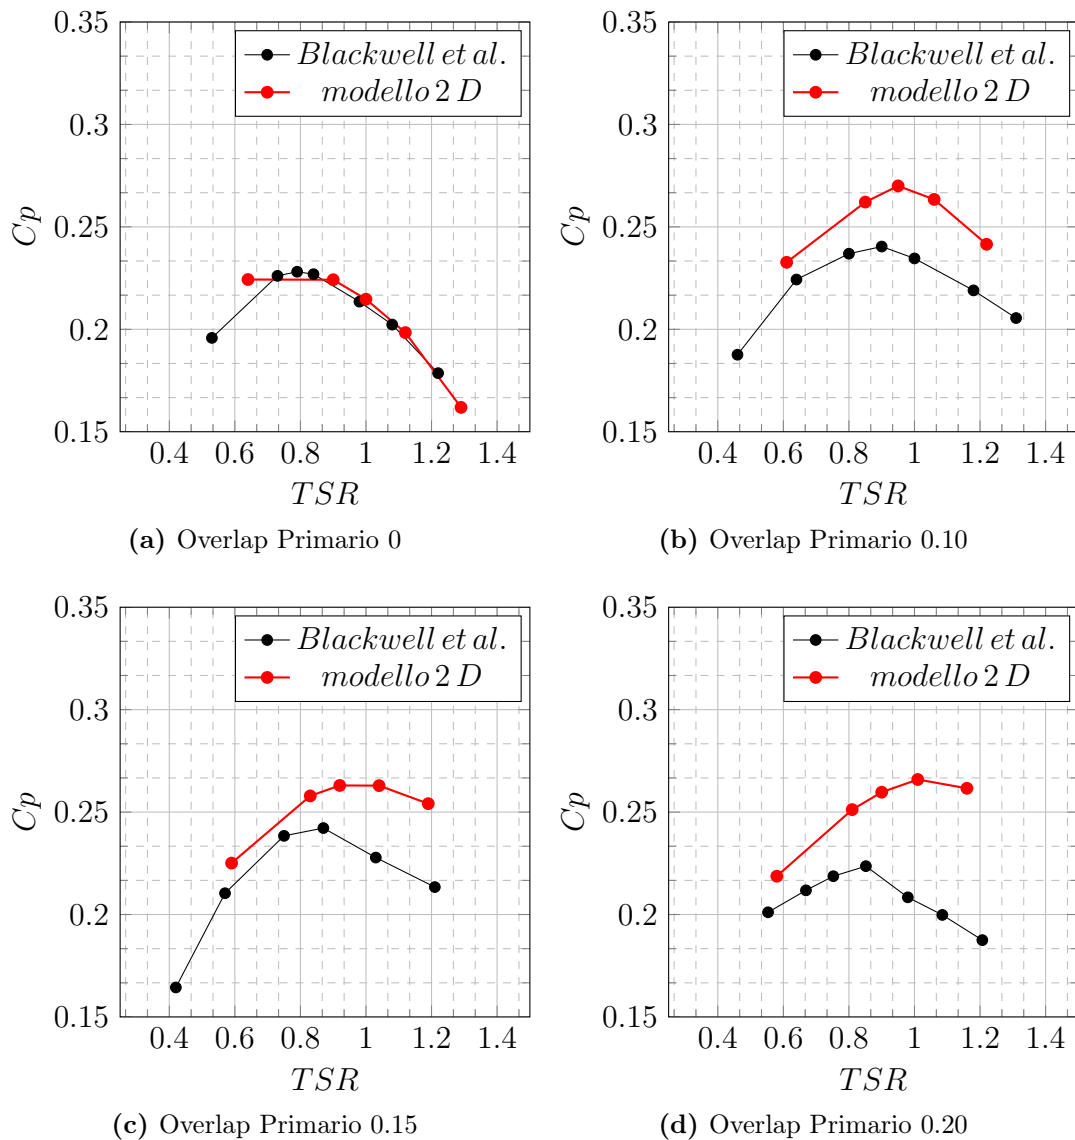 0.35
0.3
0.25
0.2
0.15
Cp
Blackwell et al.
modello 2 D
0.4 0.6 0.8 1 1.2 1.4
TSR
(a) Overlap Primario 0
0.35
0.3
0.25
0.2
0.15
Cp
Blackwell et al.
modello 2 D
0.4 0.6 0.8 1 1.2 1.4
TSR
(b) Overlap Primario 0.10
0.35
0.3
0.25
0.2
0.15
Cp
Blackwell et al.
modello 2 D
0.4 0.6 0.8 1 1.2 1.4
TSR
(c) Overlap Primario 0.15
0.35
0.3
0.25
0.2
0.15
Cp
Blackwell et al.
modello 2 D
0.4 0.6 0.8 1 1.2 1.4
TSR
(d) Overlap Primario 0.20